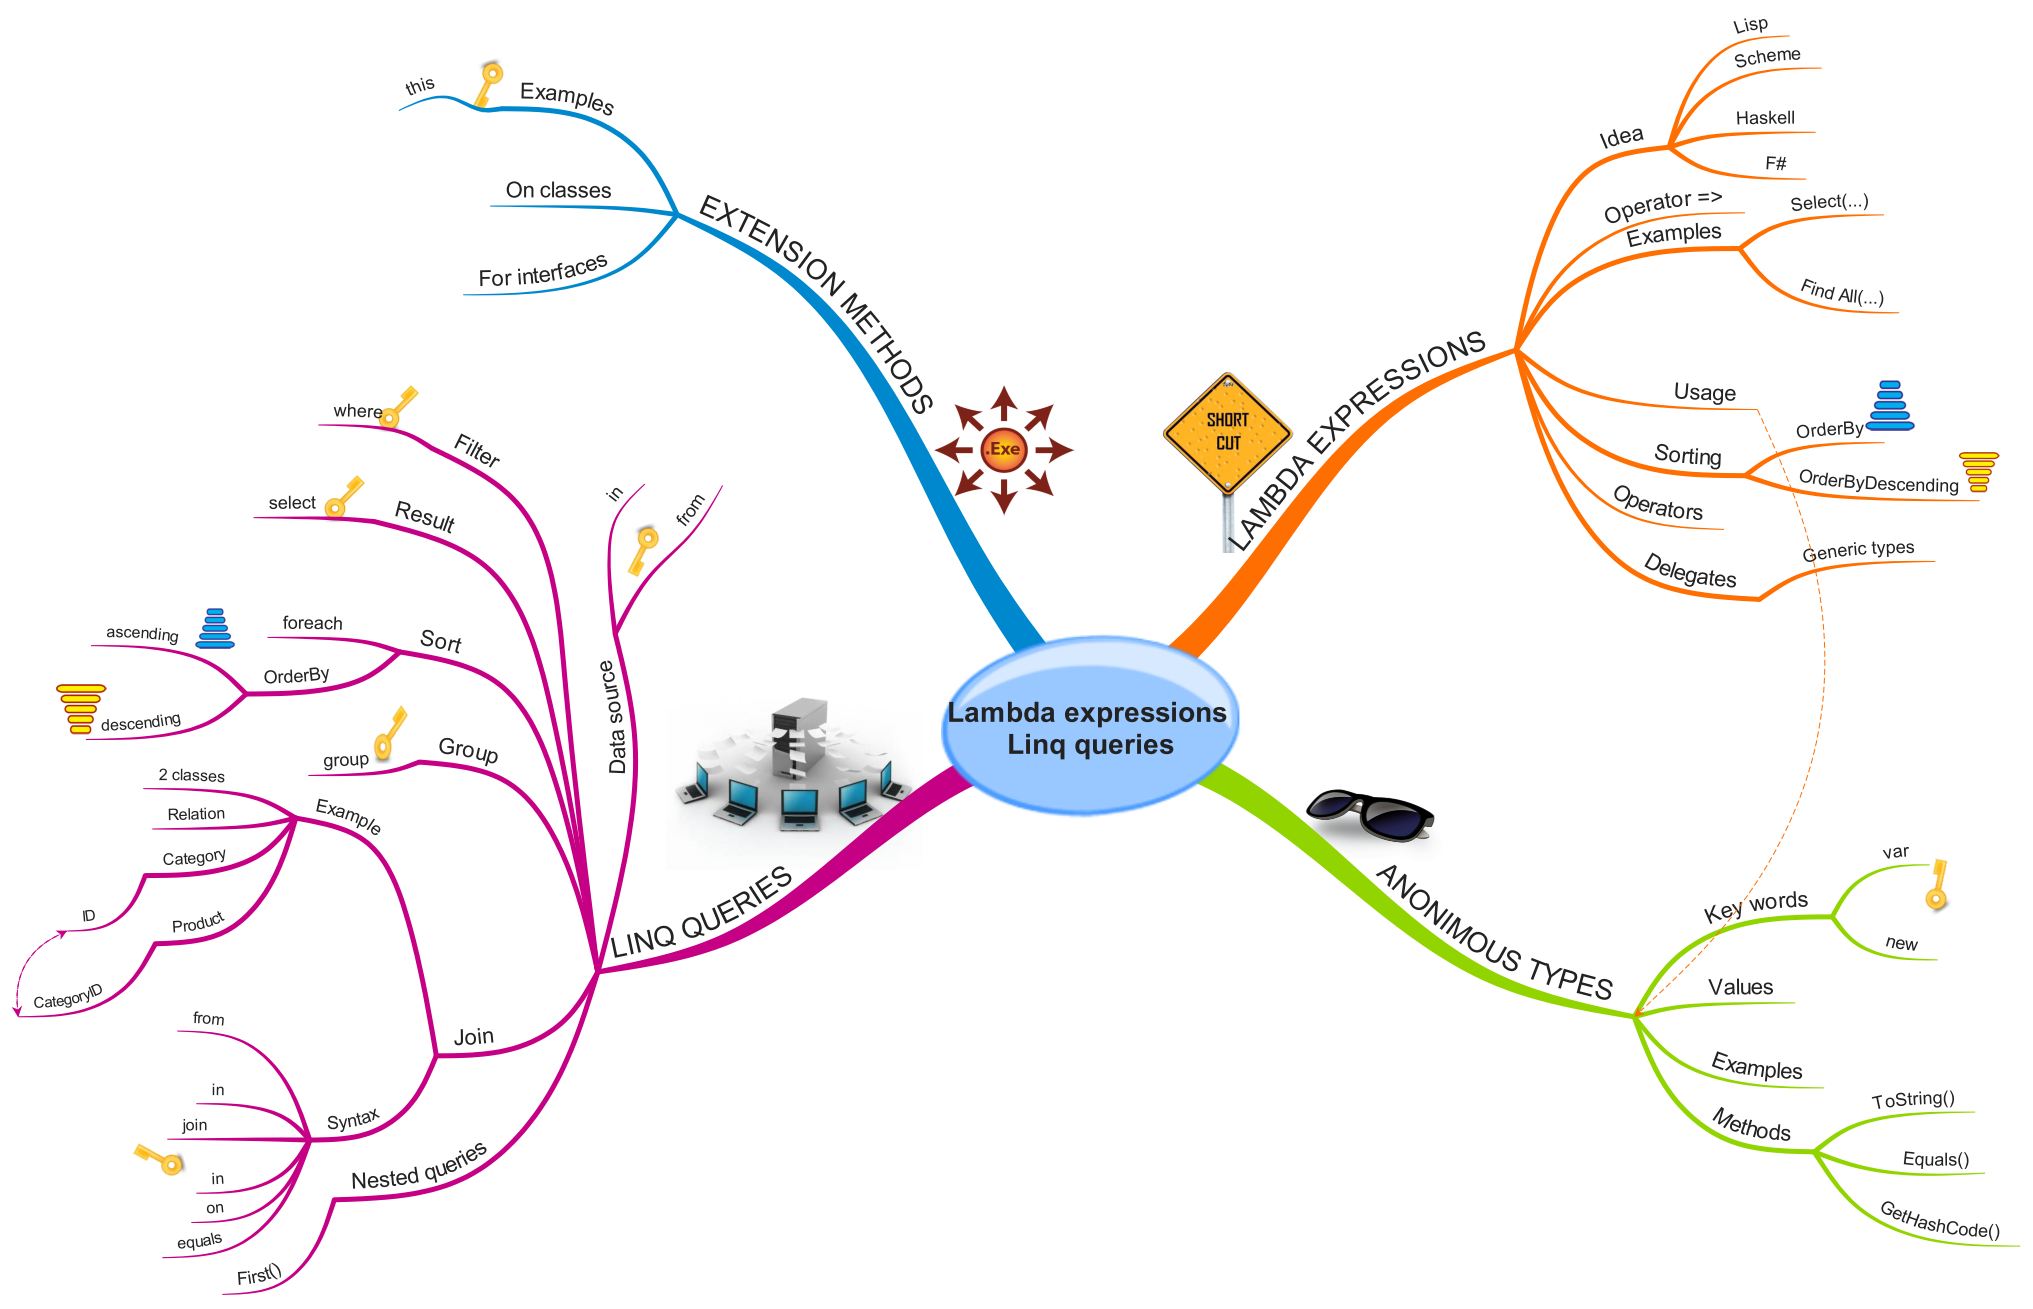 Lambda expressions
Linq queries
EXTENSION METHODS
Examples
this
On classes
For interfaces
.Exe
LAMBDA EXPRESSIONS
SHORT
CUT
Idea
Lisp
Scheme
Haskell
F#
Operator =>
Examples
Select(...)
Find All(...)
Usage
Sorting
OrderBy
OrderByDescending
Operators
Delegates
Generic types
ANONIMOUS TYPES
Key words
var
new
Values
Examples
Methods
ToString()
Equals()
GetHashCode()
LINQ QUERIES
Data source
in
from
Filter
where
Result
select
Sort
foreach
OrderBy
ascending
descending
Group
group
Join
Example
2 classes
Relation
Category
ID
Product
CategoryID
Syntax
from
in
join
in
on
equals
Nested queries
First()